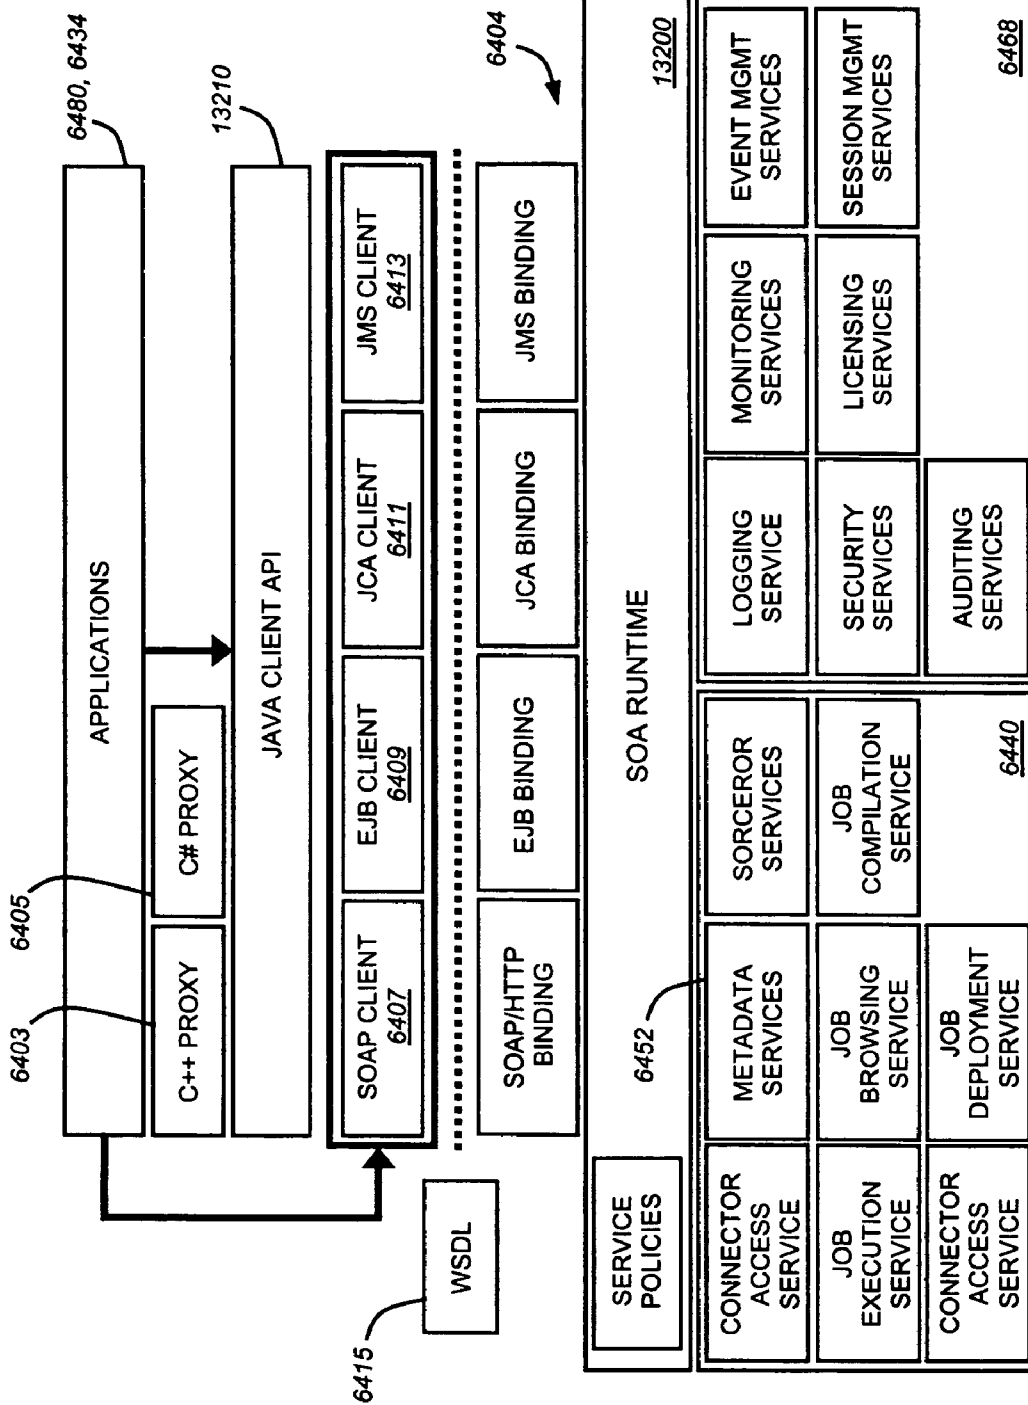 6480, 6434
APPLICATIONS
6403
6405
C++ PROXY
C# PROXY
13210
JAVA CLIENT API
SOAP CLIENT
6407
EJB CLIENT
6409
JCA CLIENT
6411
JMS CLIENT
6413
6415
WSDL
6404
SOAP/HTTP
BINDING
EJB BINDING
JCA BINDING
JMS BINDING
SERVICE
POLICIES
SOA RUNTIME
13200
6452
CONNECTOR
ACCESS
SERVICE
METADATA
SERVICES
SORCEROR
SERVICES
JOB
EXECUTION
SERVICE
JOB
BROWSING
SERVICE
JOB
COMPILATION
SERVICE
CONNECTOR
ACCESS
SERVICE
JOB
DEPLOYMENT
SERVICE
6440
LOGGING
SERVICE
MONITORING
SERVICES
EVENT MGMT
SERVICES
SECURITY
SERVICES
LICENSING
SERVICES
SESSION MGMT
SERVICES
AUDITING
SERVICES
6468